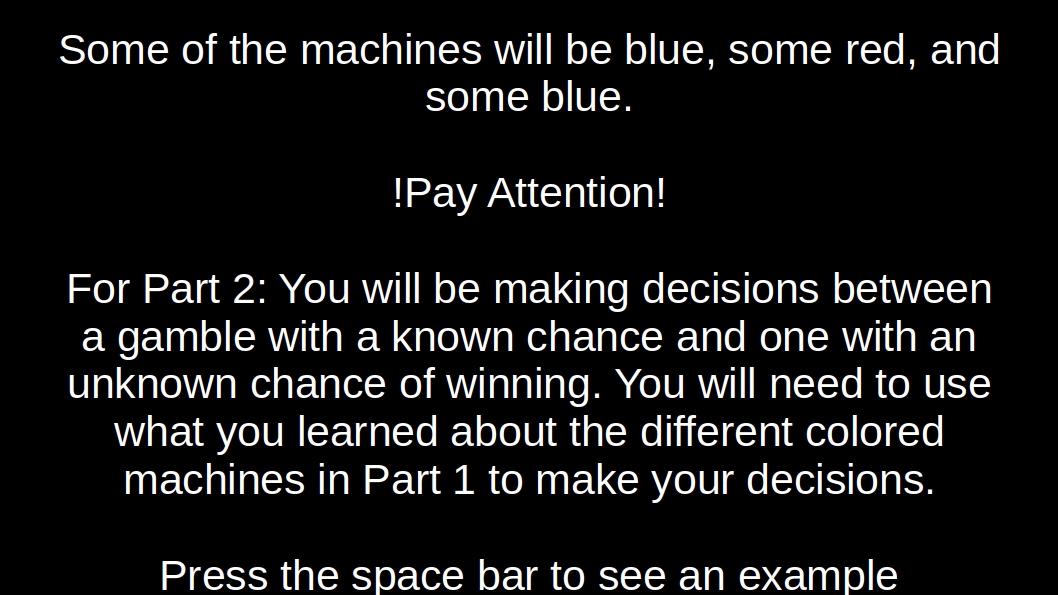 Some of the machines will be blue, some red, and
some blue.
!Pay Attention!
For Part 2: You will be making decisions between
a gamble with a known chance and one with an
unknown chance of winning. You will need to use
what you learned about the different colored
machines in Part 1 to make your decisions.
Press the space bar to see an example